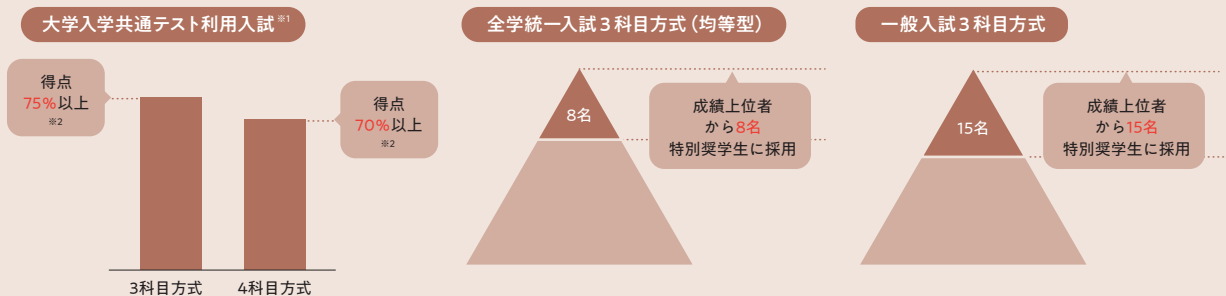 大学入学共通テスト利用入試※1
得点
75%以上
※2
得点
70%以上
※2
3科目方式
4科目方式
全学統一入試3科目方式(均等型)
8名
成績上位者
から8名
特別奨学生に採用
一般入試3科目方式
15名
成績上位者
から15名
特別奨学生に採用